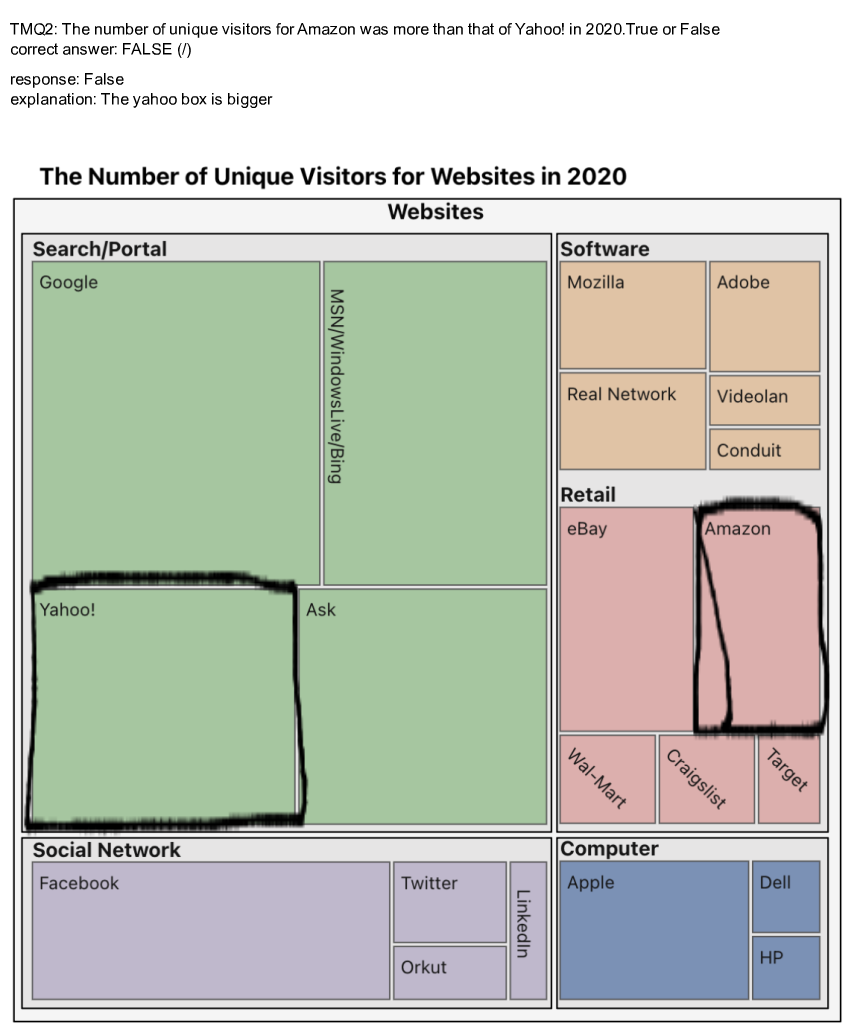 TMQ2: The number of unique visitors for Amazon was more than that of Yahoo! in 2020.True or False
correct answer: FALSE (/)
response: False
explanation: The yahoo box is bigger
The Number of Unique Visitors for Websites in 2020
Websites
Search/Portal
Google
MSN/WindowsLive/Bing
Yahoo!
Ask
Software
Mozilla
Adobe
Real Network
Videolan
Conduit
Retail
eBay
Amazon
Wal-Mart
Craigslist
Target
Social Network
Facebook
Twitter
Orkut
LinkedIn
Computer
Apple
Dell
HP